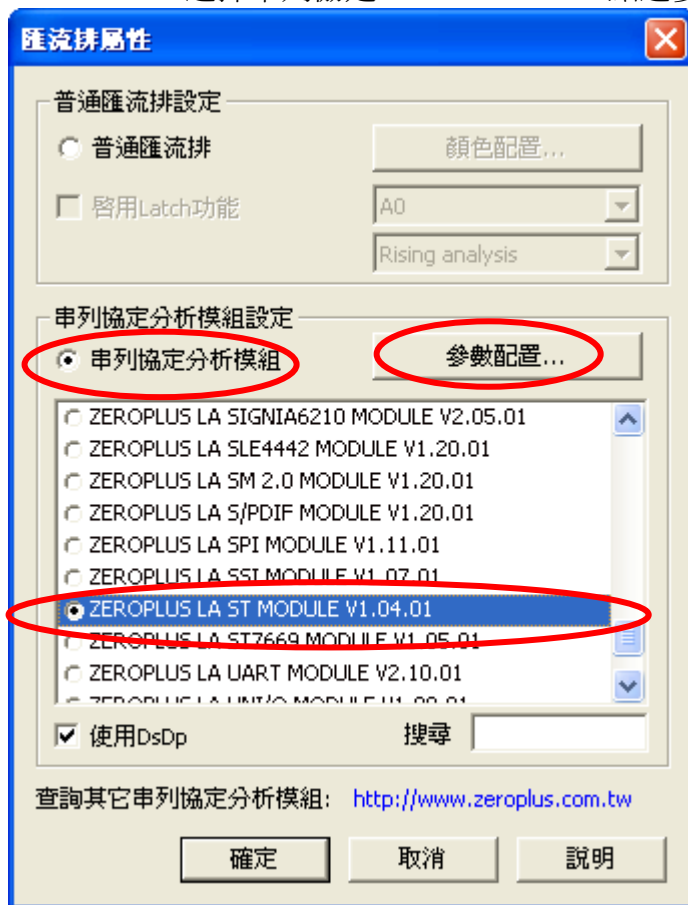 匯流排屬性
普通匯流排設定
普通匯流排
顏色配置...
啓用Latch功能
A0
Rising analysis
串列協定分析模組設定
串列協定分析模組
參數配置...
ZEROPLUS LA SIGNIA6210 MODULE V2.05.01
ZEROPLUS LA SLE4442 MODULE V1.20.01
ZEROPLUS LA SM 2.0 MODULE V1.20.01
ZEROPLUS LA S/PDIF MODULE V1.20.01
ZEROPLUS LA SPI MODULE V1.11.01
ZEROPLUS LA SSI MODULE V1.07.01
ZEROPLUS LA ST MODULE V1.04.01
ZEROPLUS LA ST7669 MODULE V1.05.01
ZEROPLUS LA UART MODULE V2.10.01
ZEROPLUS LA UNI/O MODULE
使用DsDp
搜尋
查詢其它串列協定分析模組: http://www.zeroplus.com.tw
確定
取消
說明